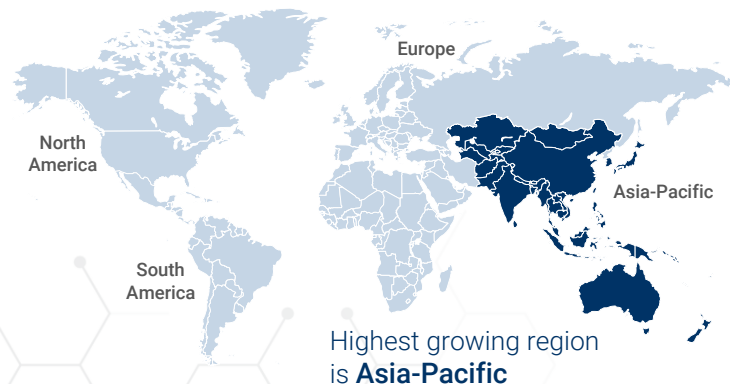 Europe
North
America
Asia-Pacific
South
America
Highest growing region
is Asia-Pacific